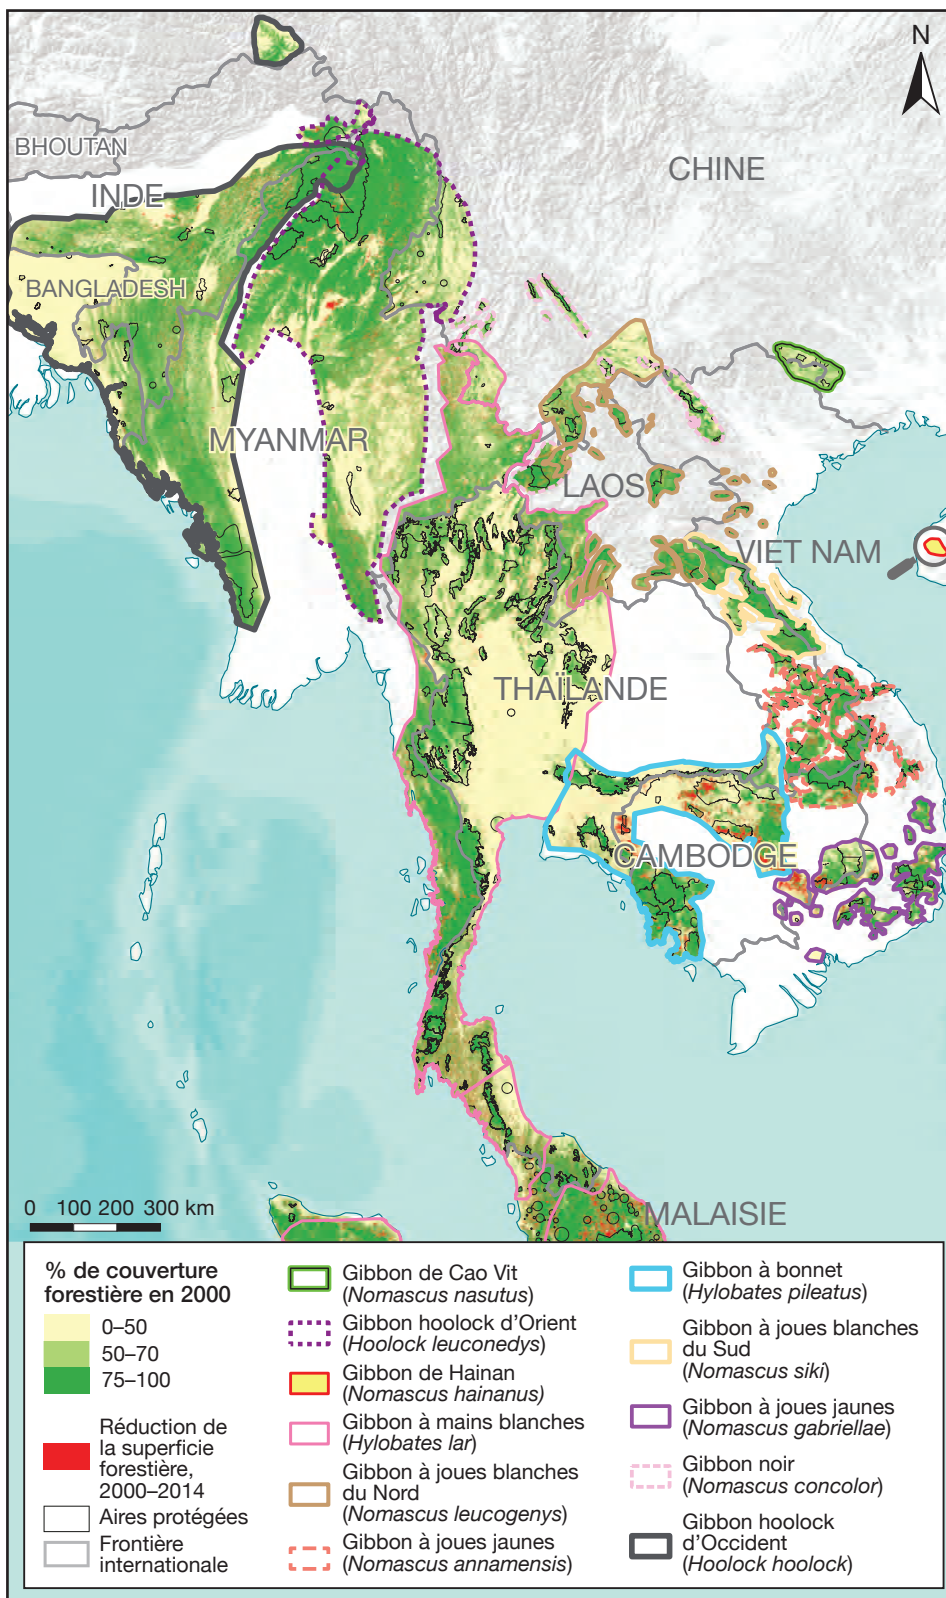 N
BHOUTAN
CHINE
INDE
BANGLADESH
MYANMAR
LAOS
VIET NAM
THAÏLANDE
CAMBODGE
MALAISIE
0 100 200 300 km
% de couverture
forestière en 2000
0–50
50–70
75–100
Réduction de
la superficie
forestière,
2000–2014
Aires protégées
Frontière
internationale
Gibbon de Cao Vit
(Nomascus nasutus)
Gibbon hoolock d'Orient
(Hoolock leuconedys)
Gibbon de Hainan
(Nomascus hainanus)
Gibbon à mains blanches
(Hylobates lar)
Gibbon à joues blanches
du Nord
(Nomascus leucogenys)
Gibbon à joues jaunes
(Nomascus annamensis)
Gibbon à bonnet
(Hylobates pileatus)
Gibbon à joues blanches
du Sud
(Nomascus siki)
Gibbon à joues jaunes
(Nomascus gabriellae)
Gibbon noir
(Nomascus concolor)
Gibbon hoolock
d'Occident
(Hoolock hoolock)